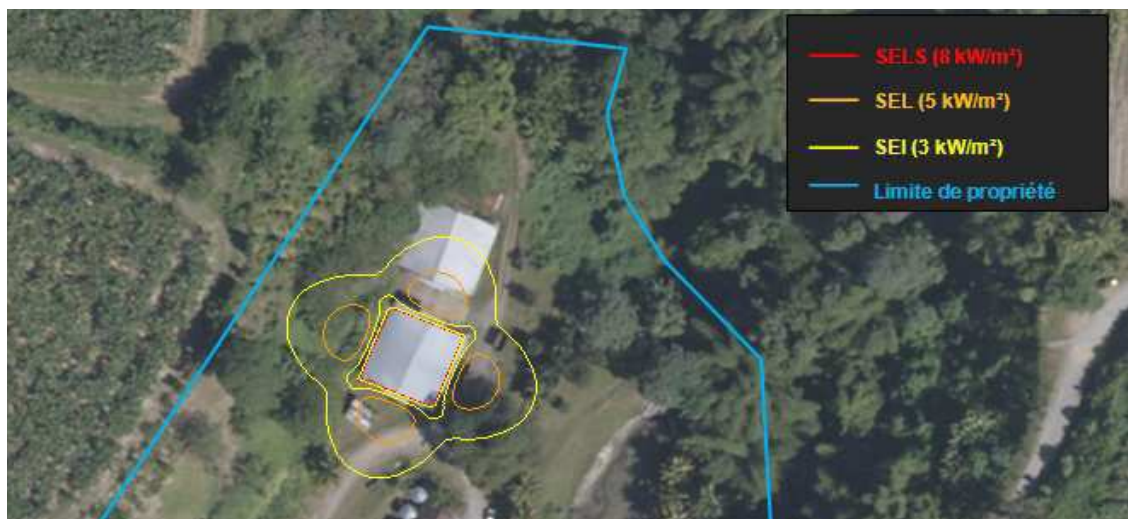 SELS (8 kW/m²)
SEL (5 kW/m²)
SEI (3 kW/m²)
Limite de propriété